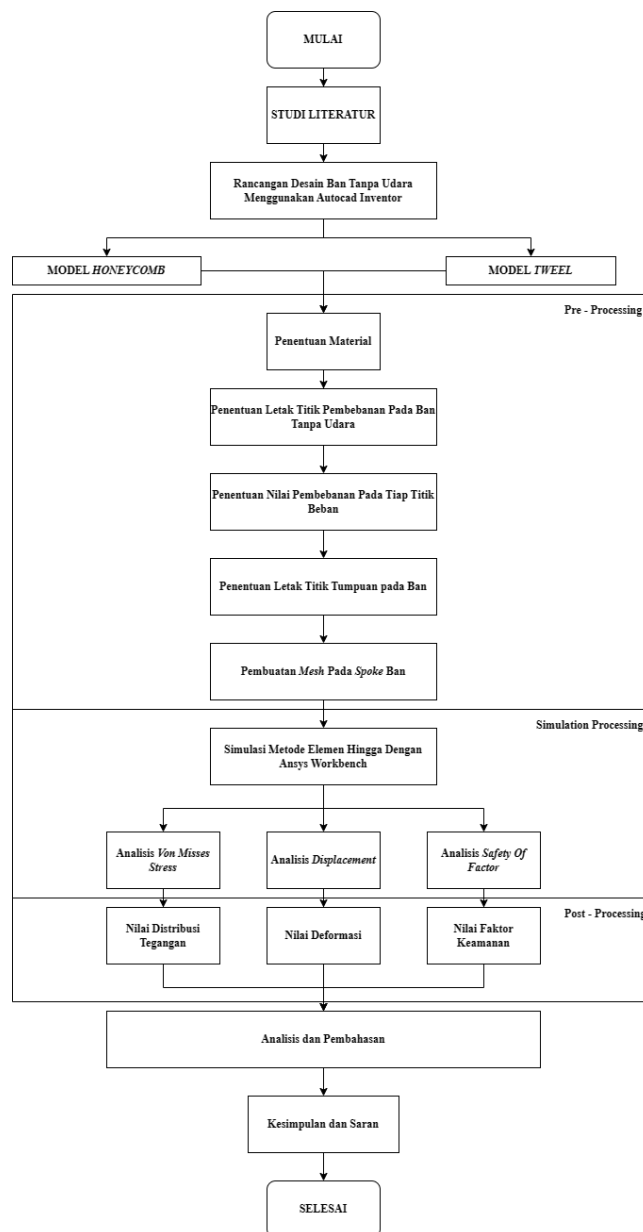 MULAI
STUDI LITERATUR
Rancangan Desain Ban Tanpa Udara
Menggunakan Autocad Inventor
MODEL HONEYCOMB
MODEL TWEEL
Pre - Processing
Penentuan Material
Penentuan Letak Titik Pembebanan Pada Ban
Tanpa Udara
Penentuan Nilai Pembebanan Pada Tiap Titik
Beban
Penentuan Letak Titik Tumpuan pada Ban
Pembuatan Mesh Pada Spoke Ban
Simulation Processing
Simulasi Metode Elemen Hingga Dengan
Ansys Workbench
Analisis Von Misses
Stress
Analisis Displacement
Analisis Safety Of
Factor
Post - Processing
Nilai Distribusi
Tegangan
Nilai Deformasi
Nilai Faktor
Keamanan
Analisis dan Pembahasan
Kesimpulan dan Saran
SELESAI